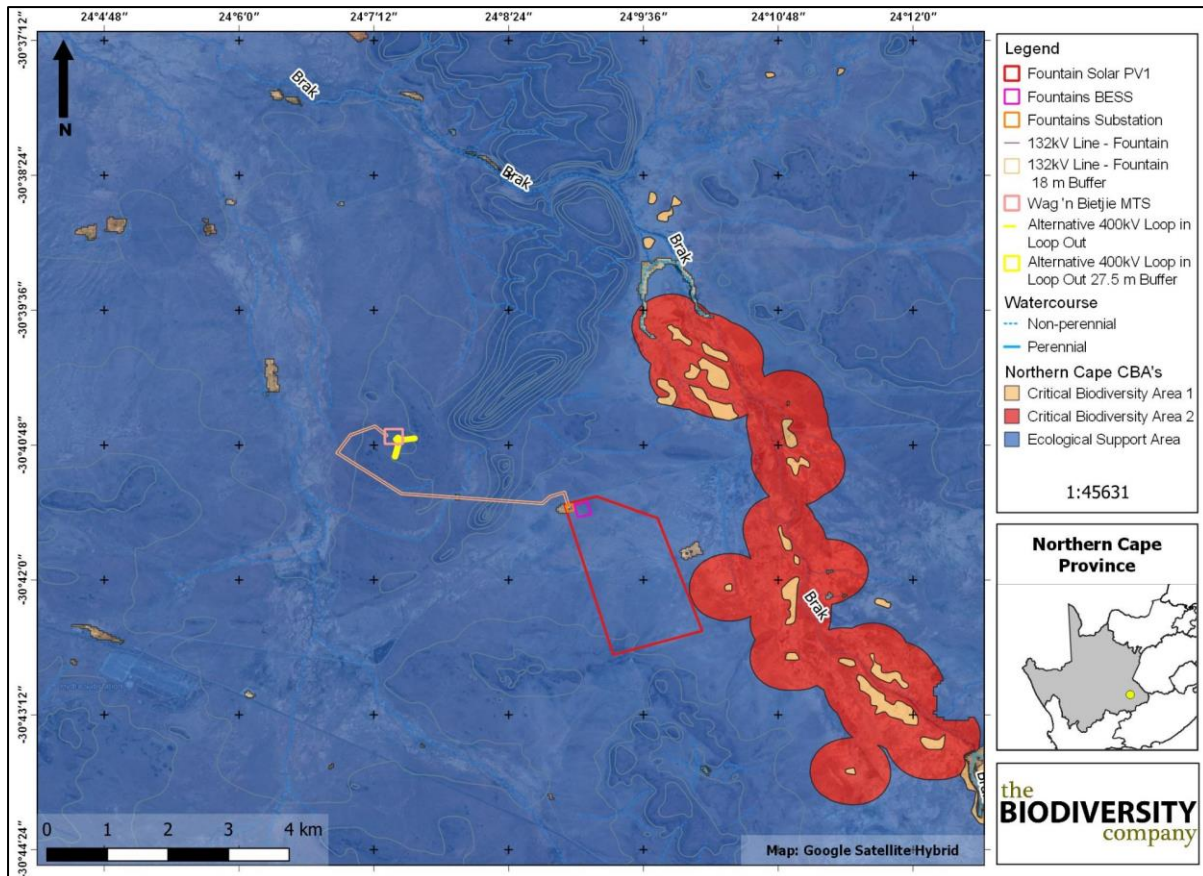 24°4'48"
24°6'0"
24°7'12"
24°8'24"
24°9'36"
24°10'48"
24°12'0"
-30°37'12"
-30°38'24"
-30°39'36"
-30°40'48"
-30°42'0"
-30°43'12"
-30°44'24"
N
Brak
Brak
Brak
Brak
0 1 2 3 4 km
Map: Google Satellite Hybrid
Legend
Fountain Solar PV1
Fountains BESS
Fountains Substation
132kV Line - Fountain
132kV Line - Fountain
18 m Buffer
Wag 'n Bietjie MTS
Alternative 400kV Loop in
Loop Out
Alternative 400kV Loop in
Loop Out 27.5 m Buffer
Watercourse
Non-perennial
Perennial
Northern Cape CBA's
Critical Biodiversity Area 1
Critical Biodiversity Area 2
Ecological Support Area
1:45631
Northern Cape
Province
the
BIODIVERSITY
company